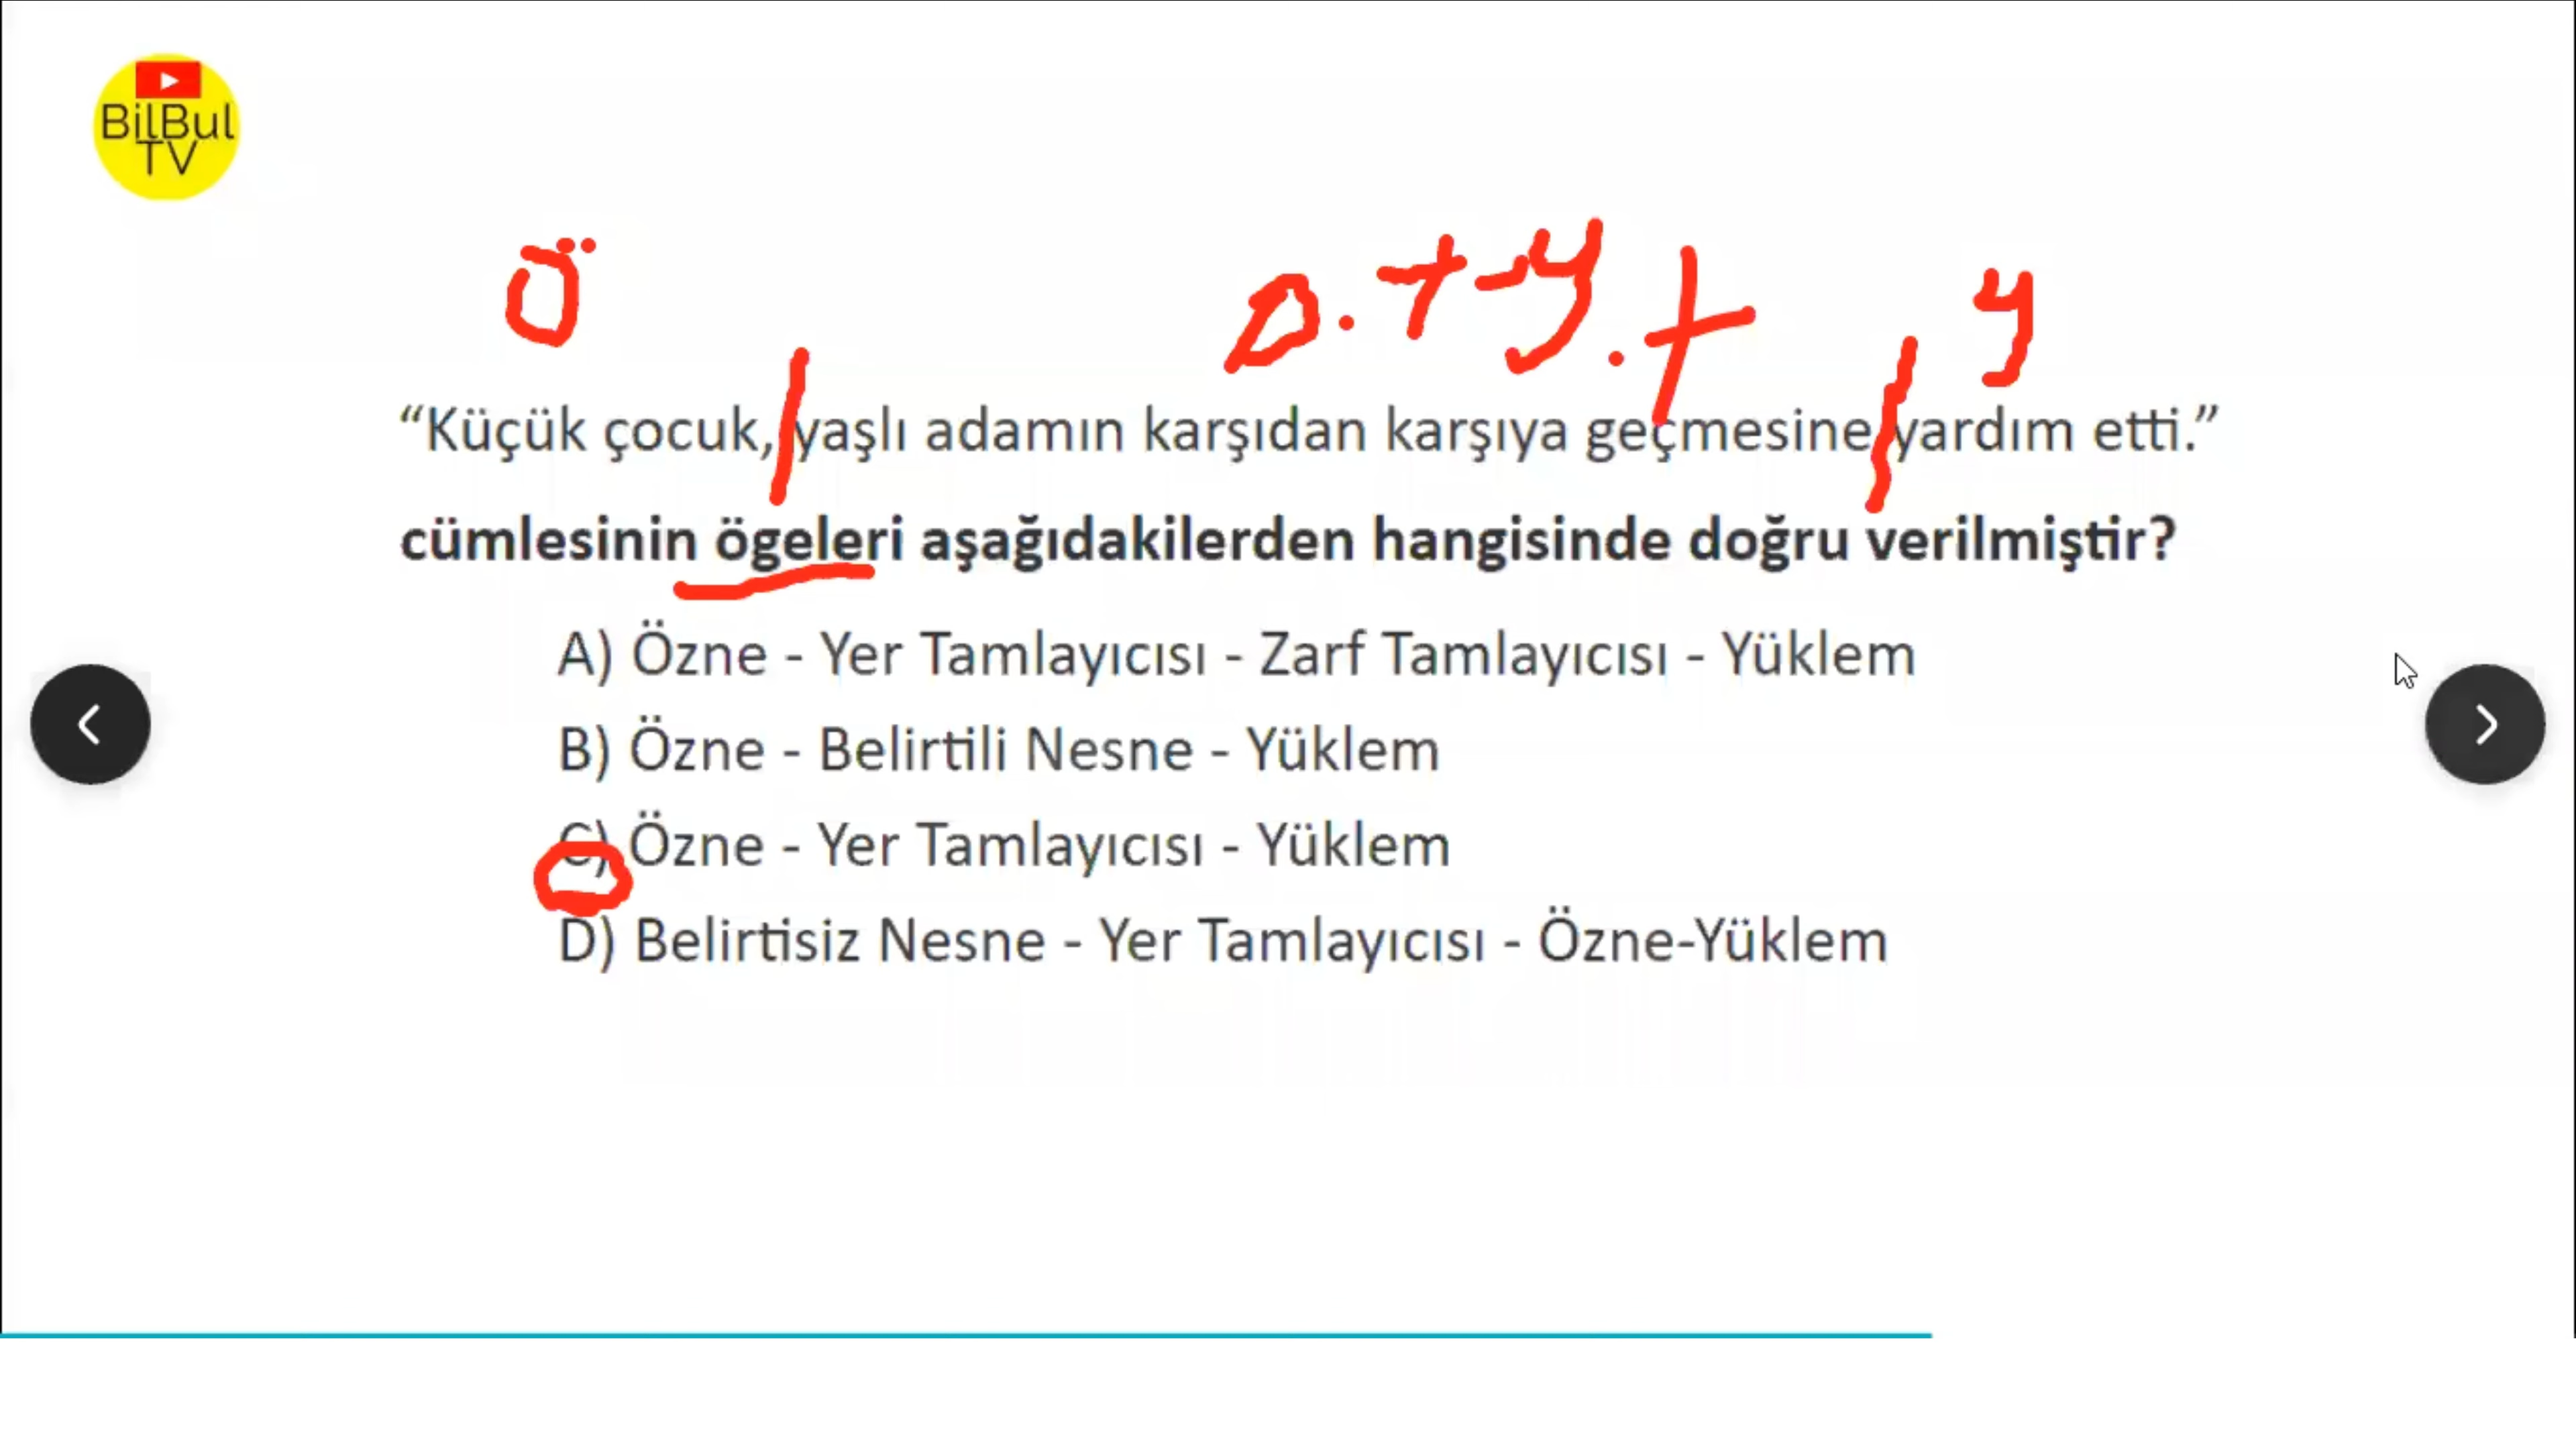 BilBul
TV
Ö
D.T-y.T
y
“Küçük çocuk, yaşlı adamın karşıdan karşıya geçmesine yardım etti.”
cümlesinin ögeleri aşağıdakilerden hangisinde doğru verilmiştir?
A) Özne - Yer Tamlayıcısı - Zarf Tamlayıcısı - Yüklem
B) Özne - Belirtili Nesne - Yüklem
C) Özne - Yer Tamlayıcısı - Yüklem
D) Belirtisiz Nesne - Yer Tamlayıcısı - Özne-Yüklem